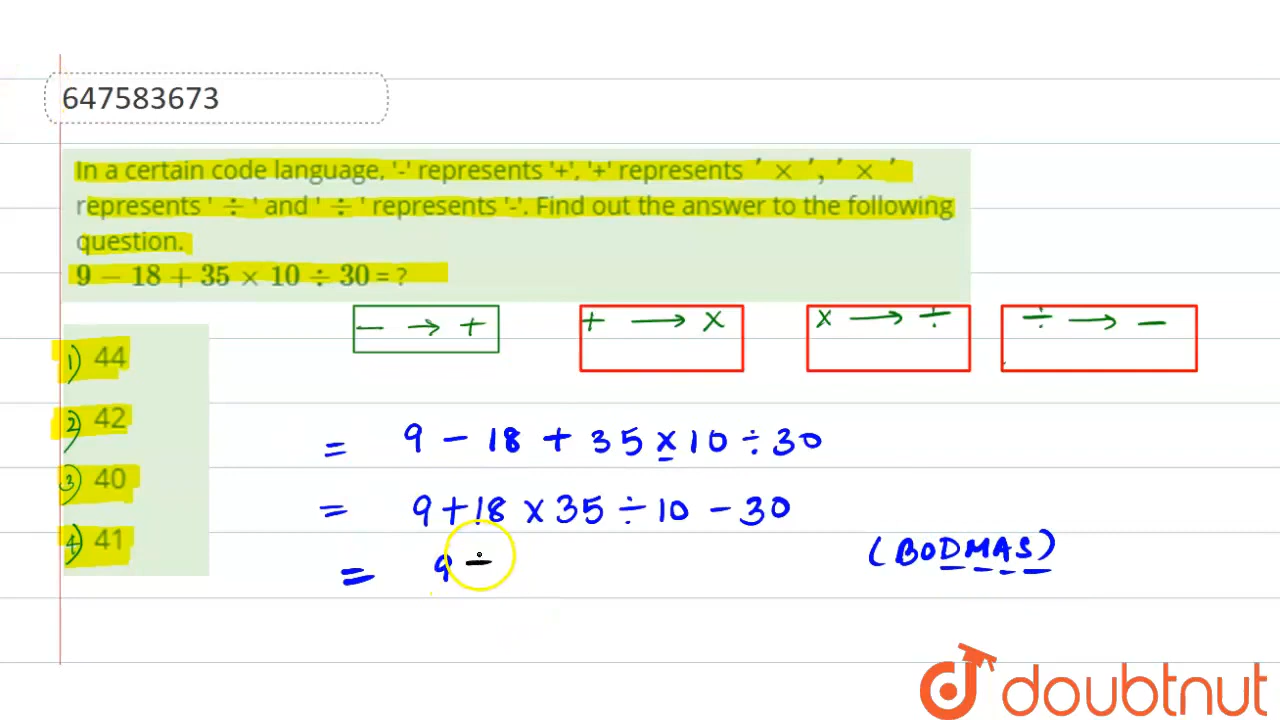 647583673
In a certain code language, '-' represents '+', '+' represents ' × ', ' × '
represents ' ÷ ' and ' ÷ ' represents '-'. Find out the answer to the following
question.
9 − 18 + 35 × 10 ÷ 30 = ?
− → +
+ → ×
× → ÷
÷ → −
1) 44
2) 42
3) 40
4) 41
= 9 − 18 + 35 × 10 ÷ 30
= 9 + 18 × 35 ÷ 10 − 30
(BODMAS)
= 9
doubtnut